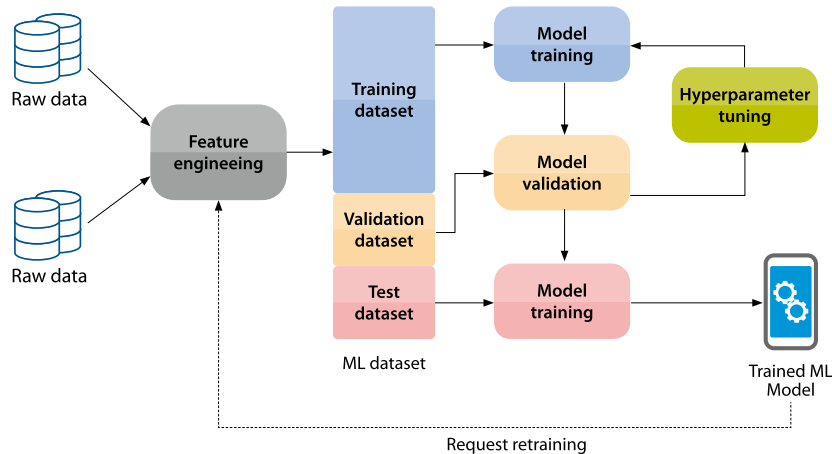 Raw data
Raw data
Feature
engineeing
Training
dataset
Validation
dataset
Test
dataset
ML dataset
Model
training
Model
validation
Model
training
Hyperparameter
tuning
Trained ML
Model
Request retraining